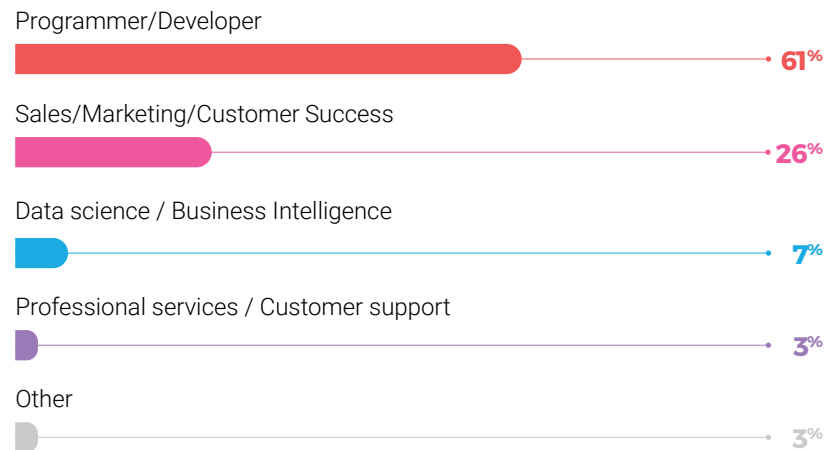 Programmer/Developer
61%
Sales/Marketing/Customer Success
26%
Data science / Business Intelligence
7%
Professional services / Customer support
3%
Other
3%